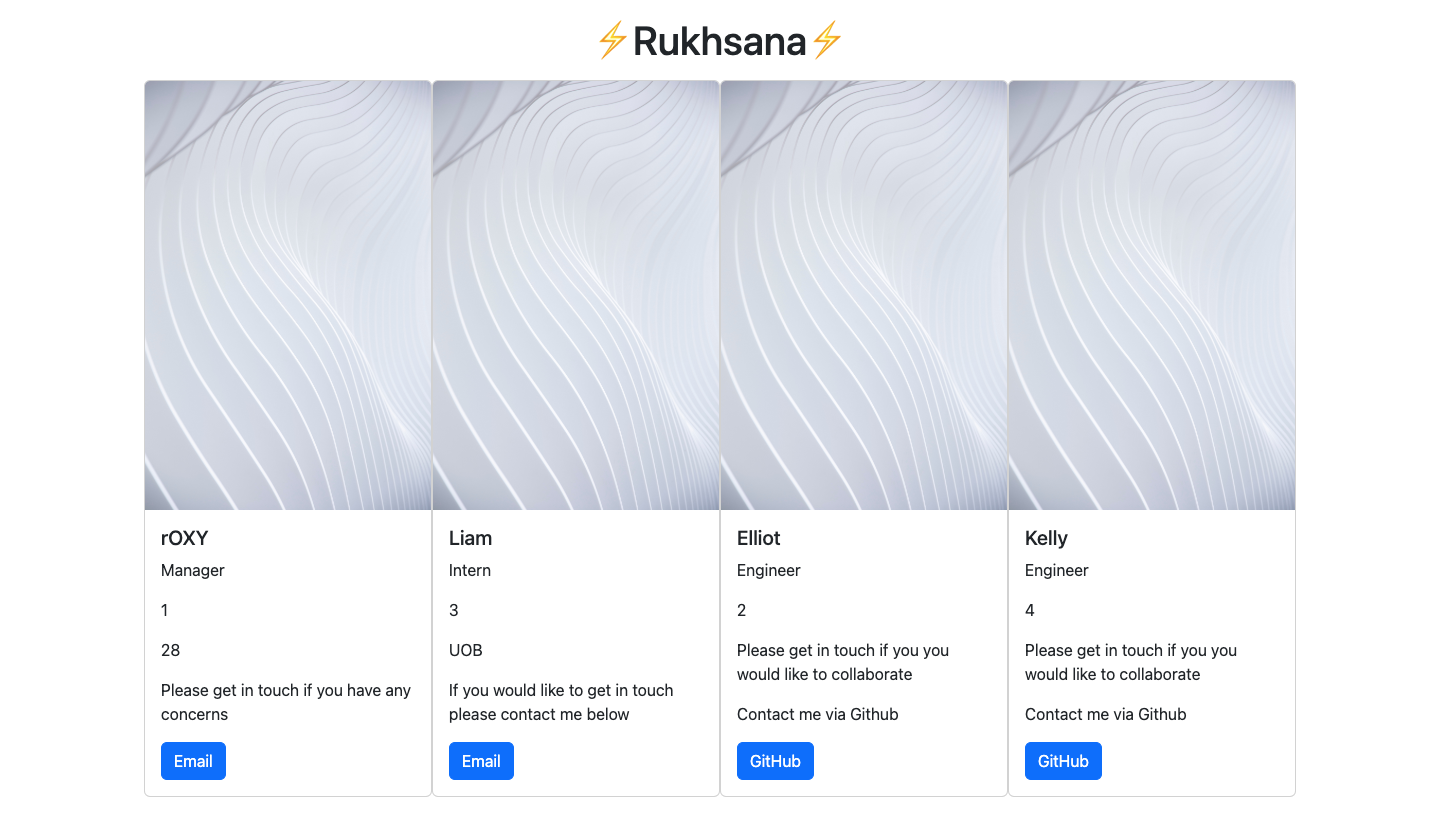 ⚡Rukhsana⚡
rOXY
Manager
1
28
Please get in touch if you have any
concerns
Email
Liam
Intern
3
UOB
If you would like to get in touch
please contact me below
Email
Elliot
Engineer
2
Please get in touch if you you
would like to collaborate
Contact me via Github
GitHub
Kelly
Engineer
4
Please get in touch if you you
would like to collaborate
Contact me via Github
GitHub